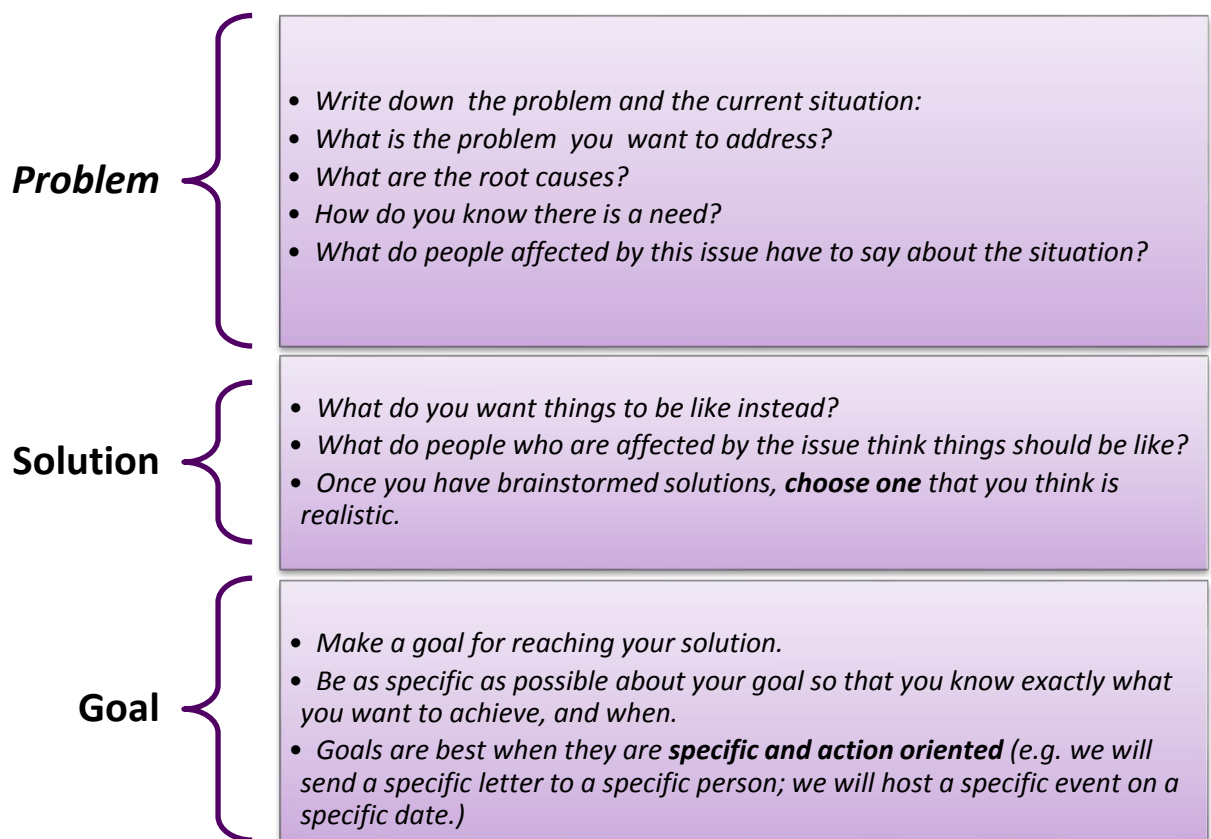 Problem
• Write down the problem and the current situation:
• What is the problem you want to address?
• What are the root causes?
• How do you know there is a need?
• What do people affected by this issue have to say about the situation?
Solution
• What do you want things to be like instead?
• What do people who are affected by the issue think things should be like?
• Once you have brainstormed solutions, choose one that you think is
realistic.
Goal
• Make a goal for reaching your solution.
• Be as specific as possible about your goal so that you know exactly what
you want to achieve, and when.
• Goals are best when they are specific and action oriented (e.g. we will
send a specific letter to a specific person; we will host a specific event on a
specific date.)